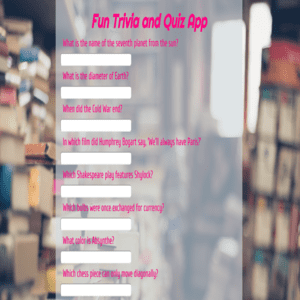 Fun Trivia and Quiz App
What is the name of the seventh planet from the sun?
What is the diameter of Earth?
When did the Cold War end?
In which film did Humphrey Bogart say, "We'll always have Paris?"
Which Shakespeare play features Shylock?
Which herbs were once exchanged for currency?
What color is Absynthe?
Which chess piece can only move diagonally?